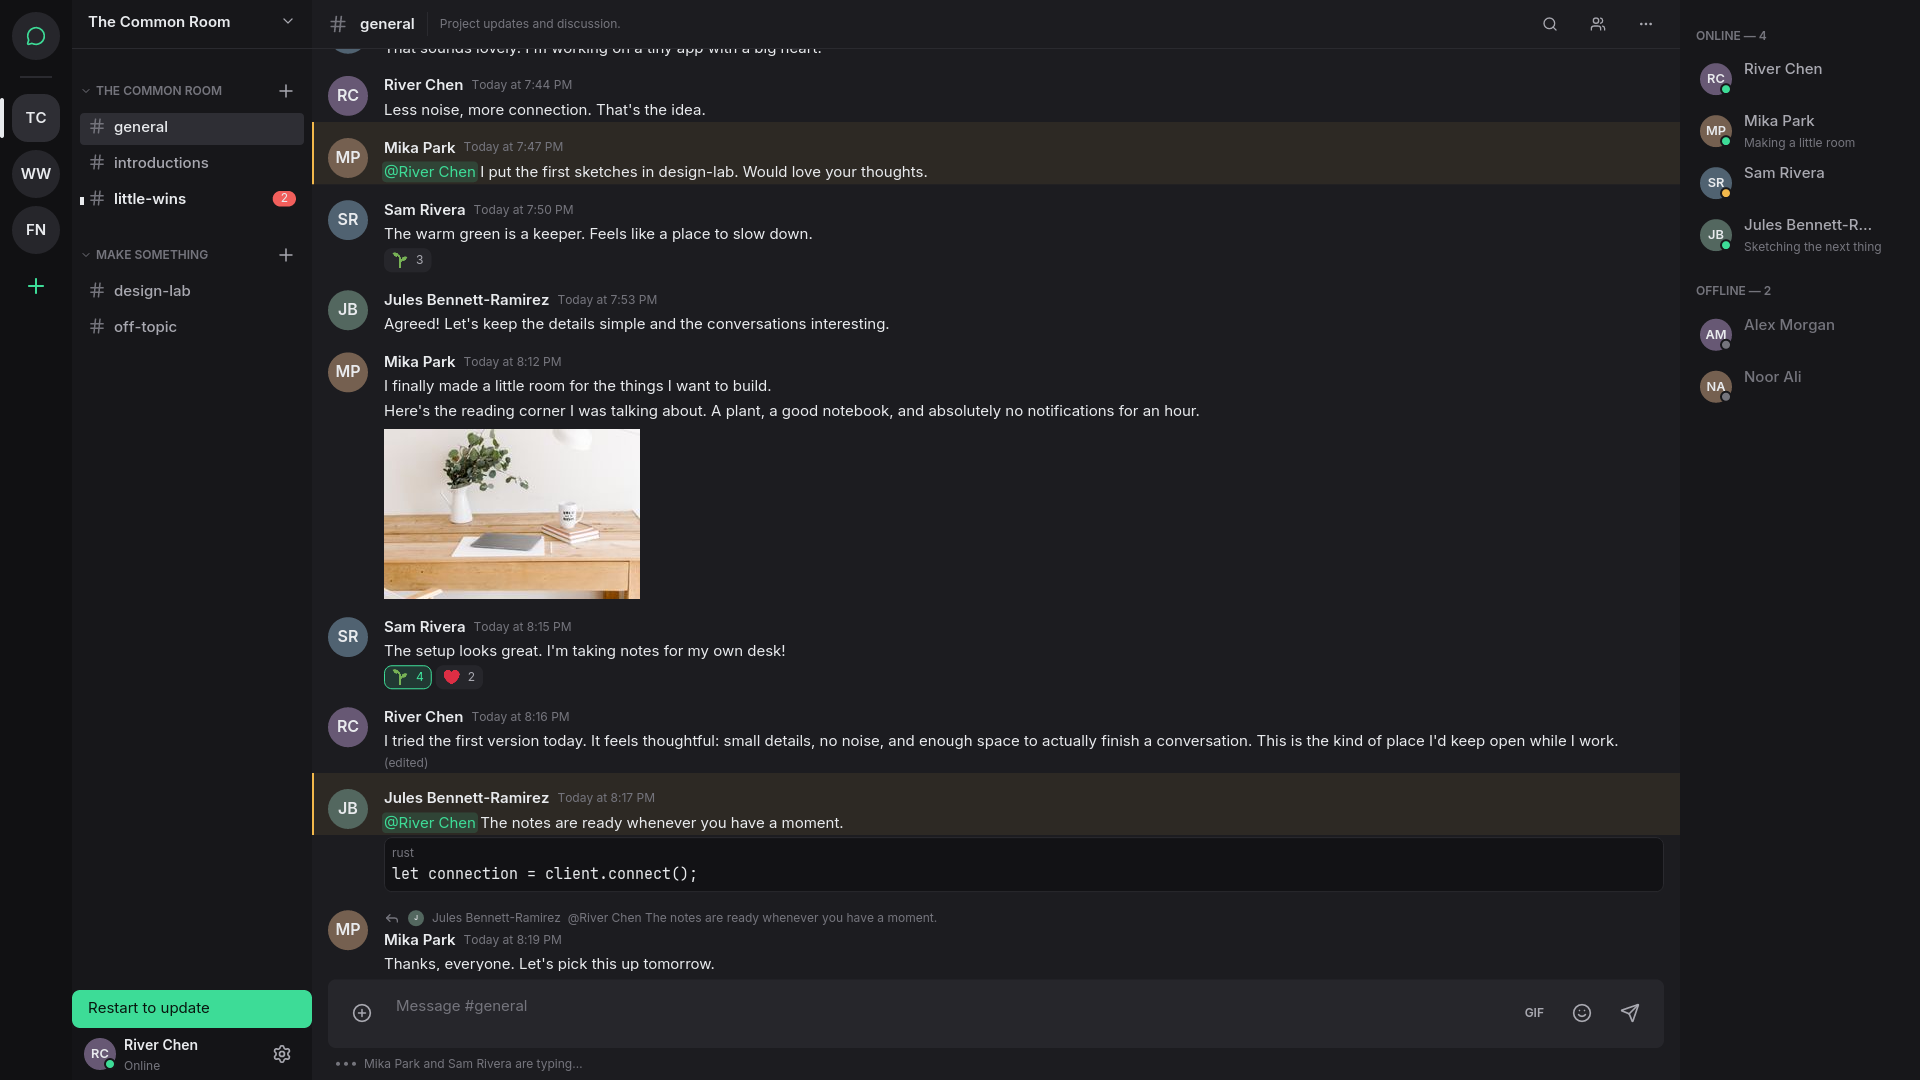 The Common Room
TC
WW
FN
THE COMMON ROOM
general
introductions
little-wins
2
MAKE SOMETHING
design-lab
off-topic
Restart to update
RC
River Chen
Online
general
Project updates and discussion.
That sounds lovely. I'm working on a tiny app with a big heart.
RC
River Chen Today at 7:44 PM
Less noise, more connection. That's the idea.
MP
Mika Park Today at 7:47 PM
@River Chen I put the first sketches in design-lab. Would love your thoughts.
SR
Sam Rivera Today at 7:50 PM
The warm green is a keeper. Feels like a place to slow down.
3
JB
Jules Bennett-Ramirez Today at 7:53 PM
Agreed! Let's keep the details simple and the conversations interesting.
MP
Mika Park Today at 8:12 PM
I finally made a little room for the things I want to build.
Here's the reading corner I was talking about. A plant, a good notebook, and absolutely no notifications for an hour.
SR
Sam Rivera Today at 8:15 PM
The setup looks great. I'm taking notes for my own desk!
4 2
RC
River Chen Today at 8:16 PM
I tried the first version today. It feels thoughtful: small details, no noise, and enough space to actually finish a conversation. This is the kind of place I'd keep open while I work.
(edited)
JB
Jules Bennett-Ramirez Today at 8:17 PM
@River Chen The notes are ready whenever you have a moment.
rust
let connection = client.connect();
J Jules Bennett-Ramirez @River Chen The notes are ready whenever you have a moment.
MP
Mika Park Today at 8:19 PM
Thanks, everyone. Let's pick this up tomorrow.
Message #general
GIF
Mika Park and Sam Rivera are typing...
ONLINE — 4
RC
River Chen
MP
Mika Park
Making a little room
SR
Sam Rivera
JB
Jules Bennett-R...
Sketching the next thing
OFFLINE — 2
AM
Alex Morgan
NA
Noor Ali